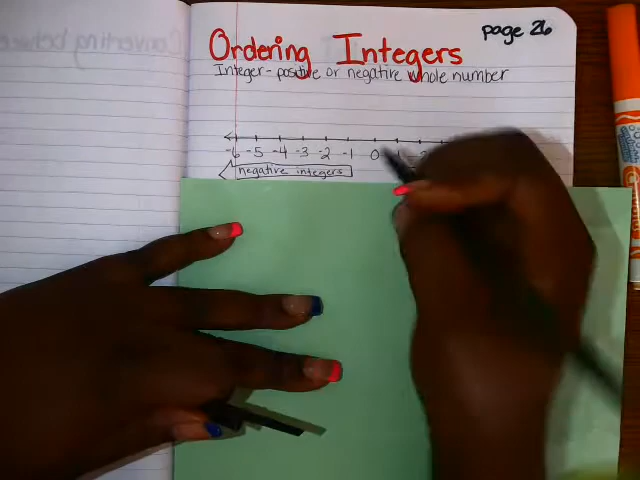 page 26
Ordering Integers
Integer - positive or negative whole number
-6 -5 -4 -3 -2 -1 0 1
negative integers